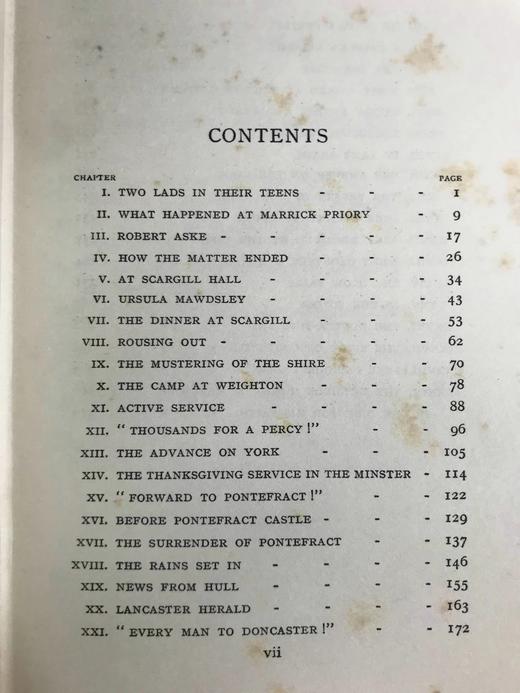 CONTENTS
CHAPTER PAGE
I. TWO LADS IN THEIR TEENS - - - 1
II. WHAT HAPPENED AT MARRICK PRIORY - 9
III. ROBERT ASKE - - - - - 17
IV. HOW THE MATTER ENDED - - - 26
V. AT SCARGILL HALL - - - - 34
VI. URSULA MAWDSLEY - - - - 43
VII. THE DINNER AT SCARGILL - - - 53
VIII. ROUSING OUT - - - - - 62
IX. THE MUSTERING OF THE SHIRE - - 70
X. THE CAMP AT WEIGHTON - - - 78
XI. ACTIVE SERVICE - - - - 88
XII. "THOUSANDS FOR A PERCY!" - - 96
XIII. THE ADVANCE ON YORK - - - 105
XIV. THE THANKSGIVING SERVICE IN THE MINSTER - 114
XV. "FORWARD TO PONTEFRACT!" - - 122
XVI. BEFORE PONTEFRACT CASTLE - - - 129
XVII. THE SURRENDER OF PONTEFRACT - - 137
XVIII. THE RAINS SET IN - - - - 146
XIX. NEWS FROM HULL - - - - 155
XX. LANCASTER HERALD - - - - 163
XXI. "EVERY MAN TO DONCASTER!" - - 172
vii